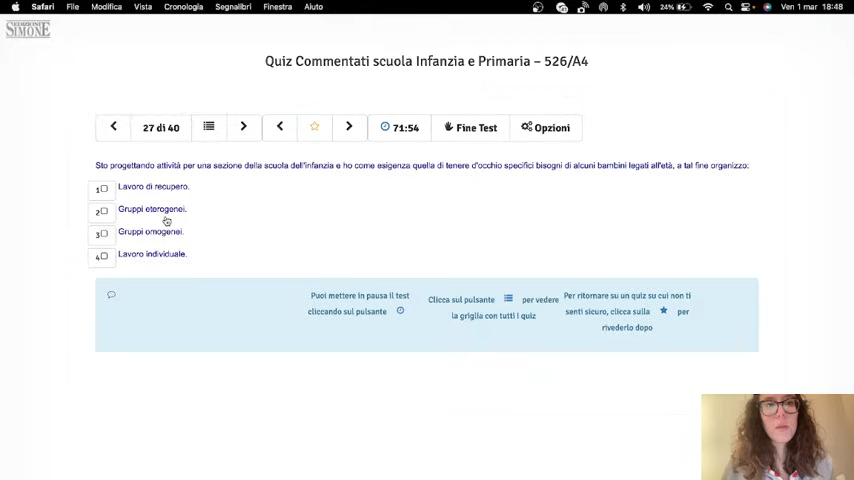 Safari File Modifica Vista Cronologia Segnalibri Finestra Aiuto 24% Ven 1 mar 18:48
EDIZIONI
SIMONE
Quiz Commentati scuola Infanzia e Primaria – 526/A4
27 di 40 71:54 Fine Test Opzioni
Sto progettando attività per una sezione della scuola dell'infanzia e ho come esigenza quella di tenere d'occhio specifici bisogni di alcuni bambini legati all'età, a tal fine organizzo:
1 Lavoro di recupero.
2 Gruppi eterogenei.
3 Gruppi omogenei.
4 Lavoro individuale.
Puoi mettere in pausa il test
cliccando sul pulsante
Clicca sul pulsante per vedere
la griglia con tutti i quiz
Per ritornare su un quiz su cui non ti
senti sicuro, clicca sulla per
rivederlo dopo